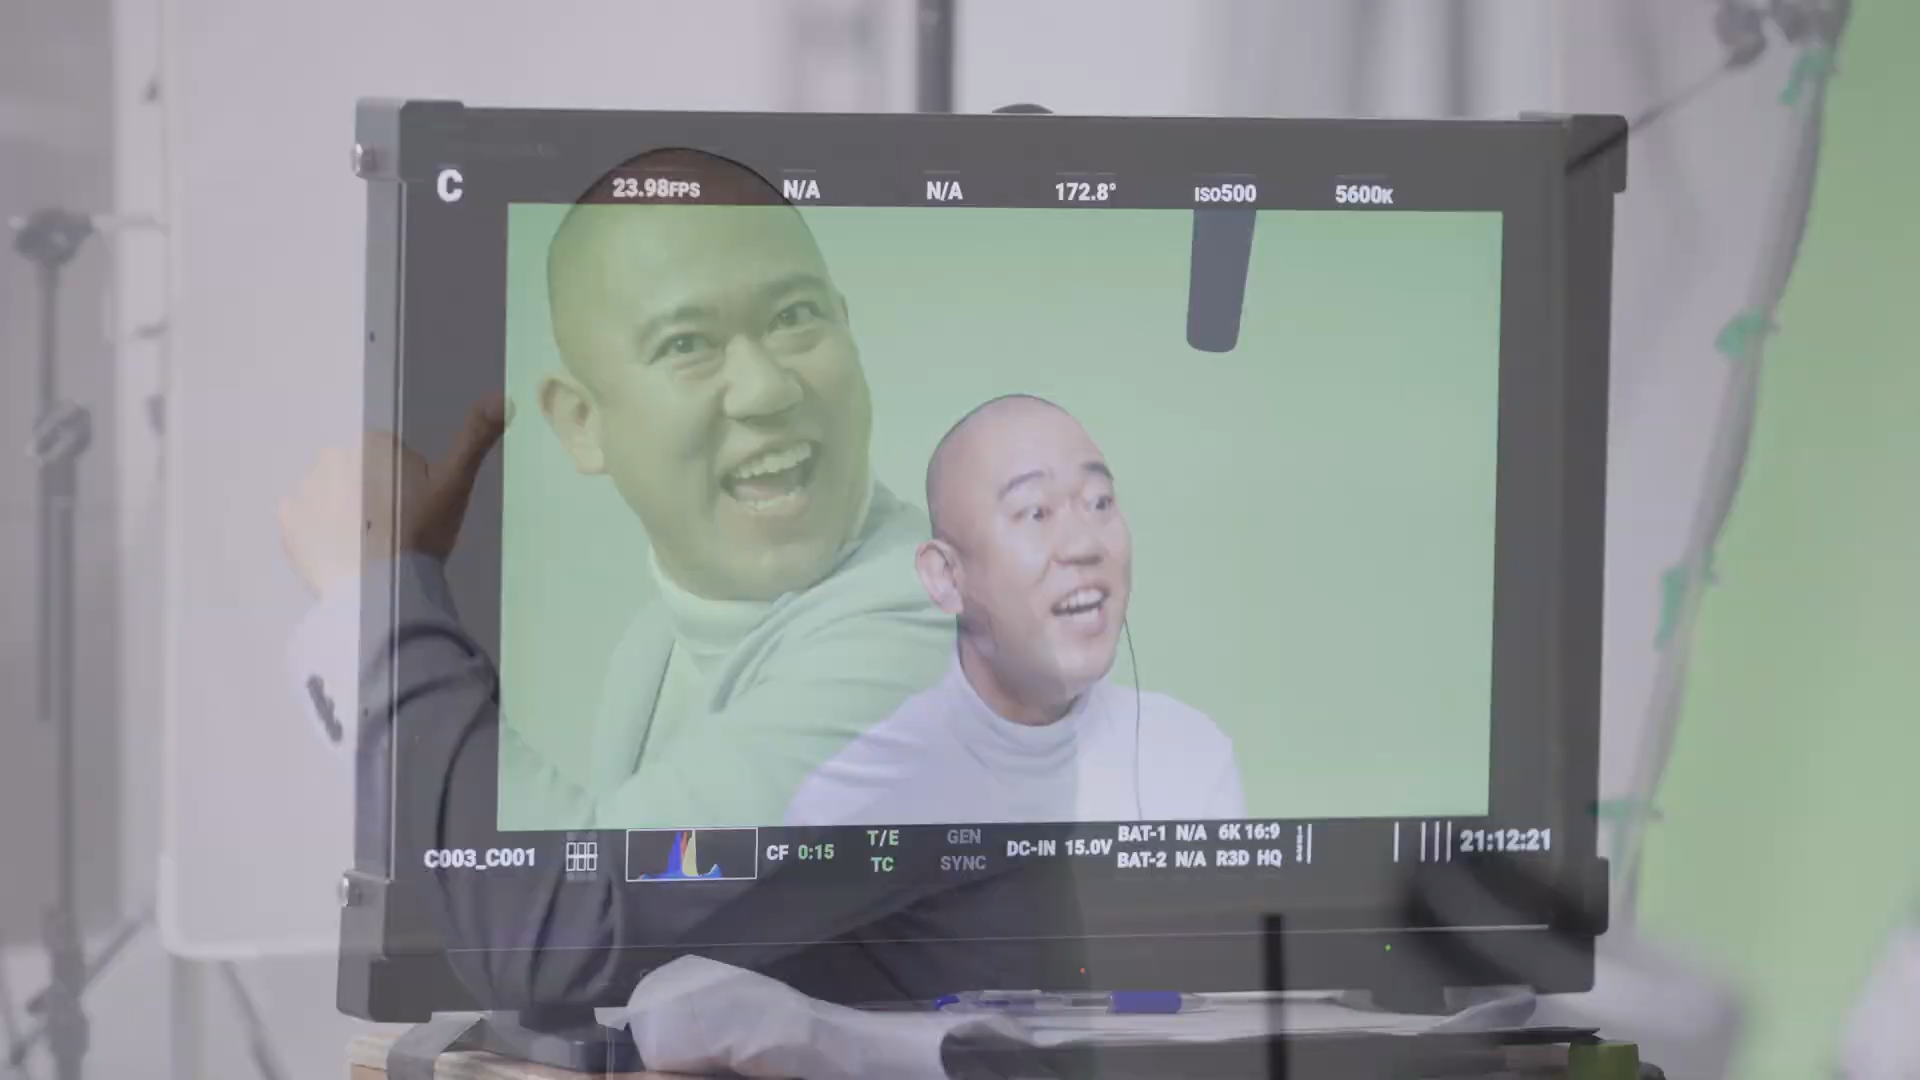 C 23.98FPS N/A N/A 172.8° ISO500 5600K
C003_C001 CF 0:15 T/E GEN DC-IN 15.0V BAT-1 N/A 6K 16:9 21:12:21
TC SYNC BAT-2 N/A R3D HQ